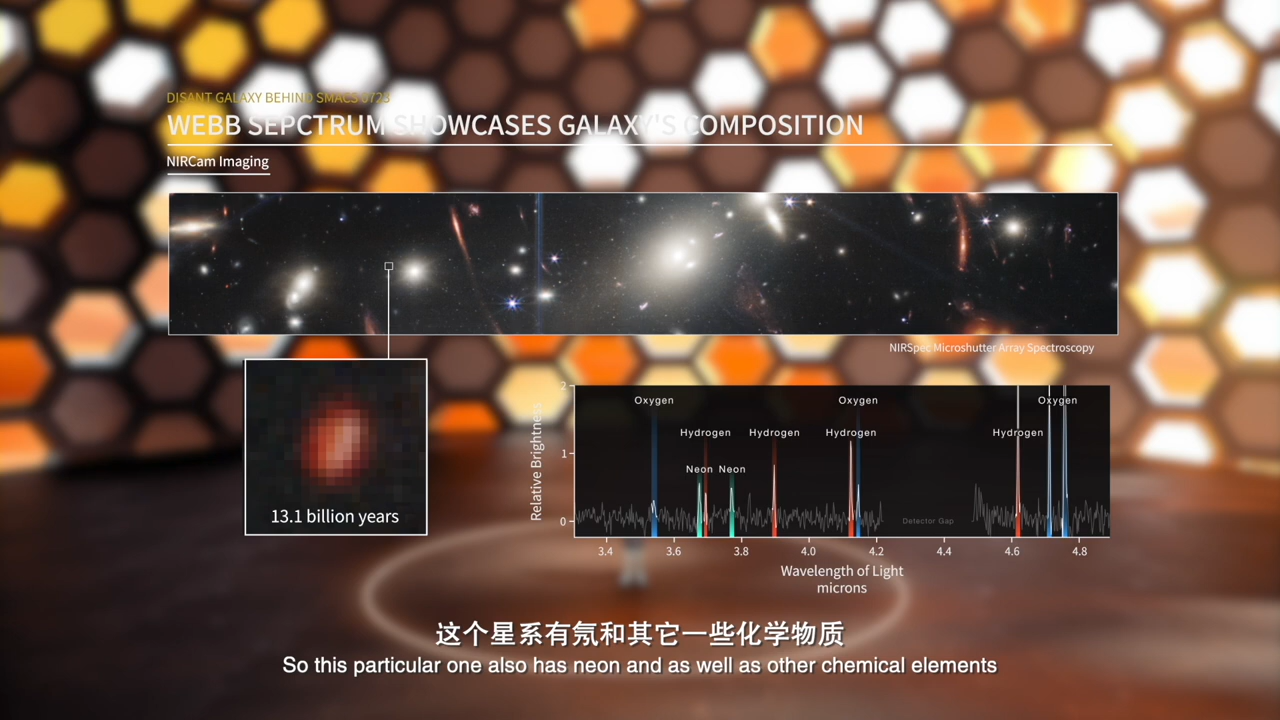 DISANT GALAXY BEHIND SMACS 0723
WEBB SEPCTRUM SHOWCASES GALAXY'S COMPOSITION
NIRCam Imaging
NIRSpec Microshutter Array Spectroscopy
13.1 billion years
Relative Brightness
2
1
0
Oxygen Oxygen Oxygen
Hydrogen Hydrogen Hydrogen Hydrogen
Neon Neon
Detector Gap
3.4 3.6 3.8 4.0 4.2 4.4 4.6 4.8
Wavelength of Light
microns
这个星系有氖和其它一些化学物质
So this particular one also has neon and as well as other chemical elements